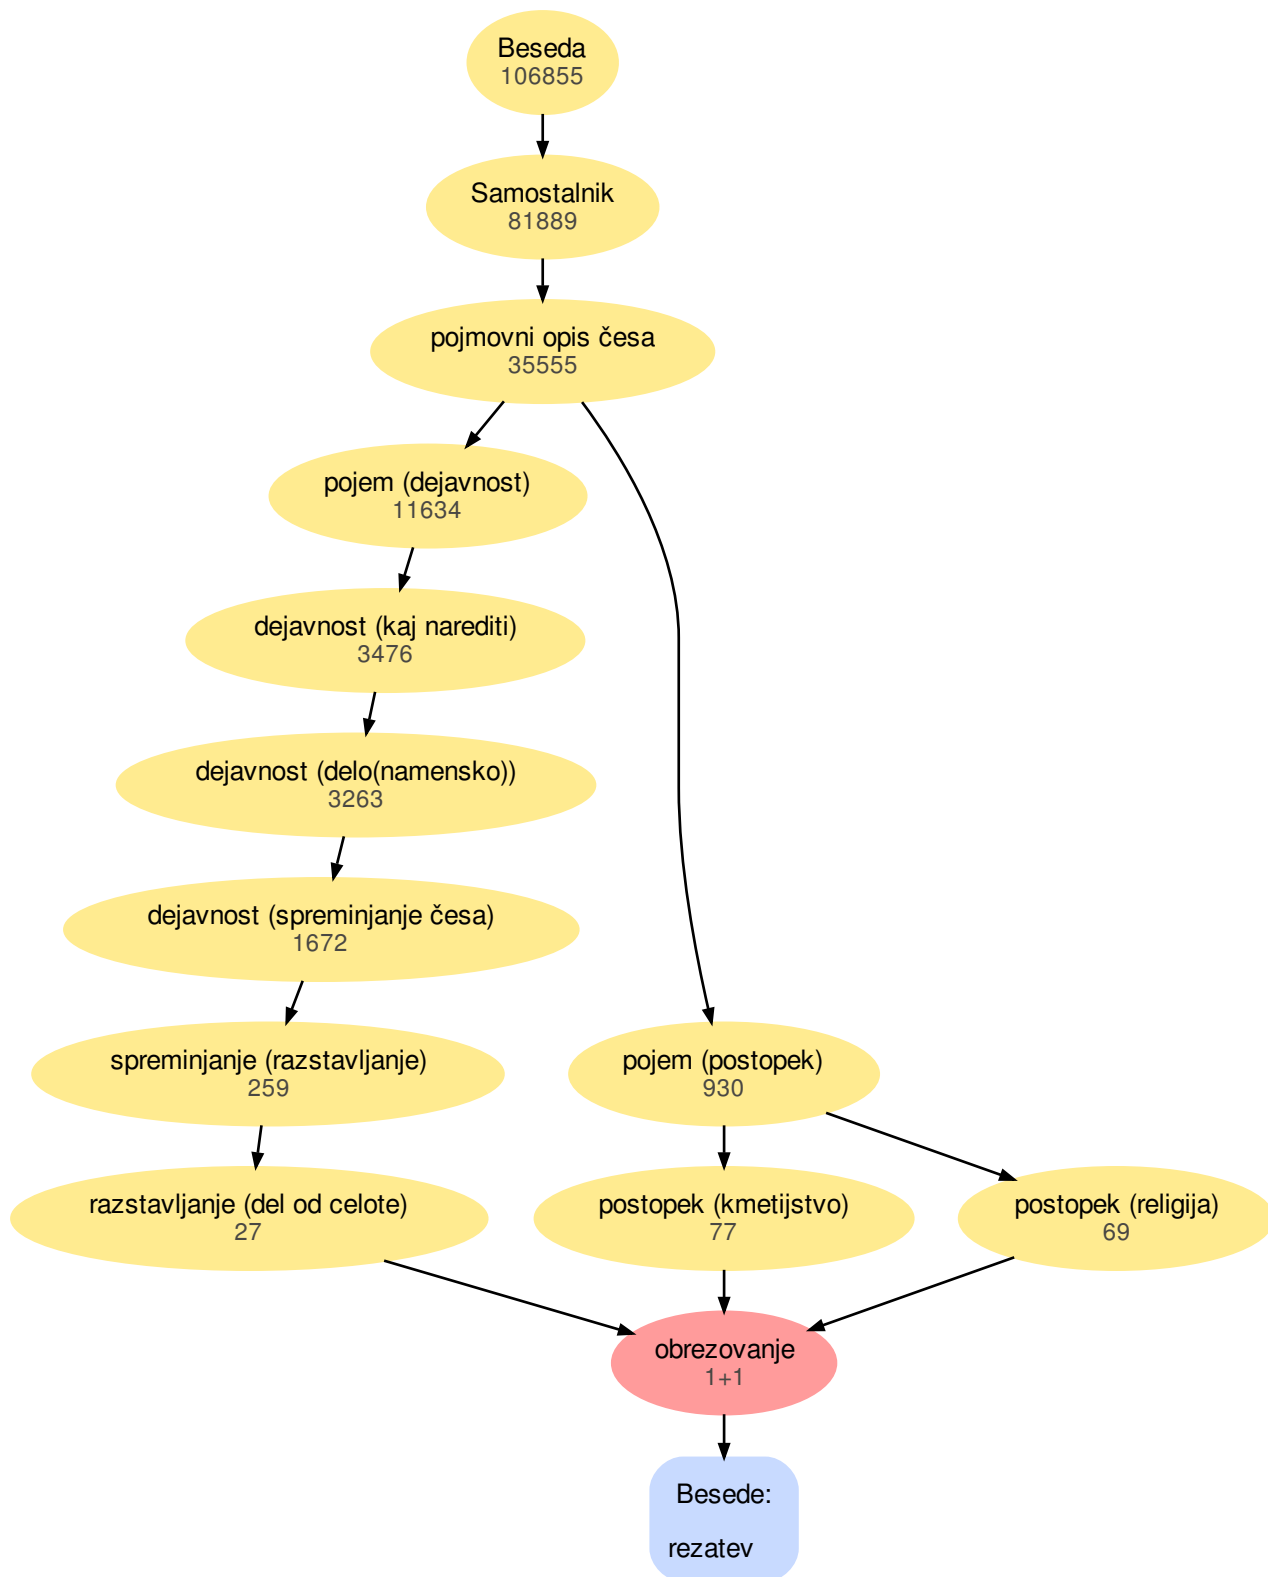 Beseda
106855
Samostalnik
81889
pojmovni opis česa
35555
pojem (dejavnost)
11634
dejavnost (kaj narediti)
3476
dejavnost (delo(namensko))
3263
dejavnost (spreminjanje česa)
1672
spreminjanje (razstavljanje)
259
pojem (postopek)
930
razstavljanje (del od celote)
27
postopek (kmetijstvo)
77
postopek (religija)
69
obrezovanje
1+1
Besede:
rezatev